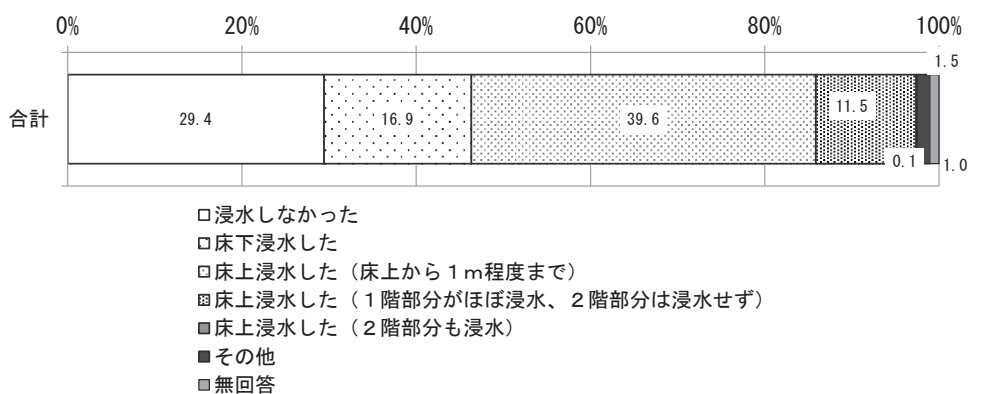 0% 20% 40% 60% 80% 100%
1.5
合計 29.4 16.9 39.6 11.5
0.1 1.0
浸水しなかった
床下浸水した
床上浸水した(床上から1m程度まで)
床上浸水した(1階部分がほぼ浸水、2階部分は浸水せず)
床上浸水した(2階部分も浸水)
その他
無回答